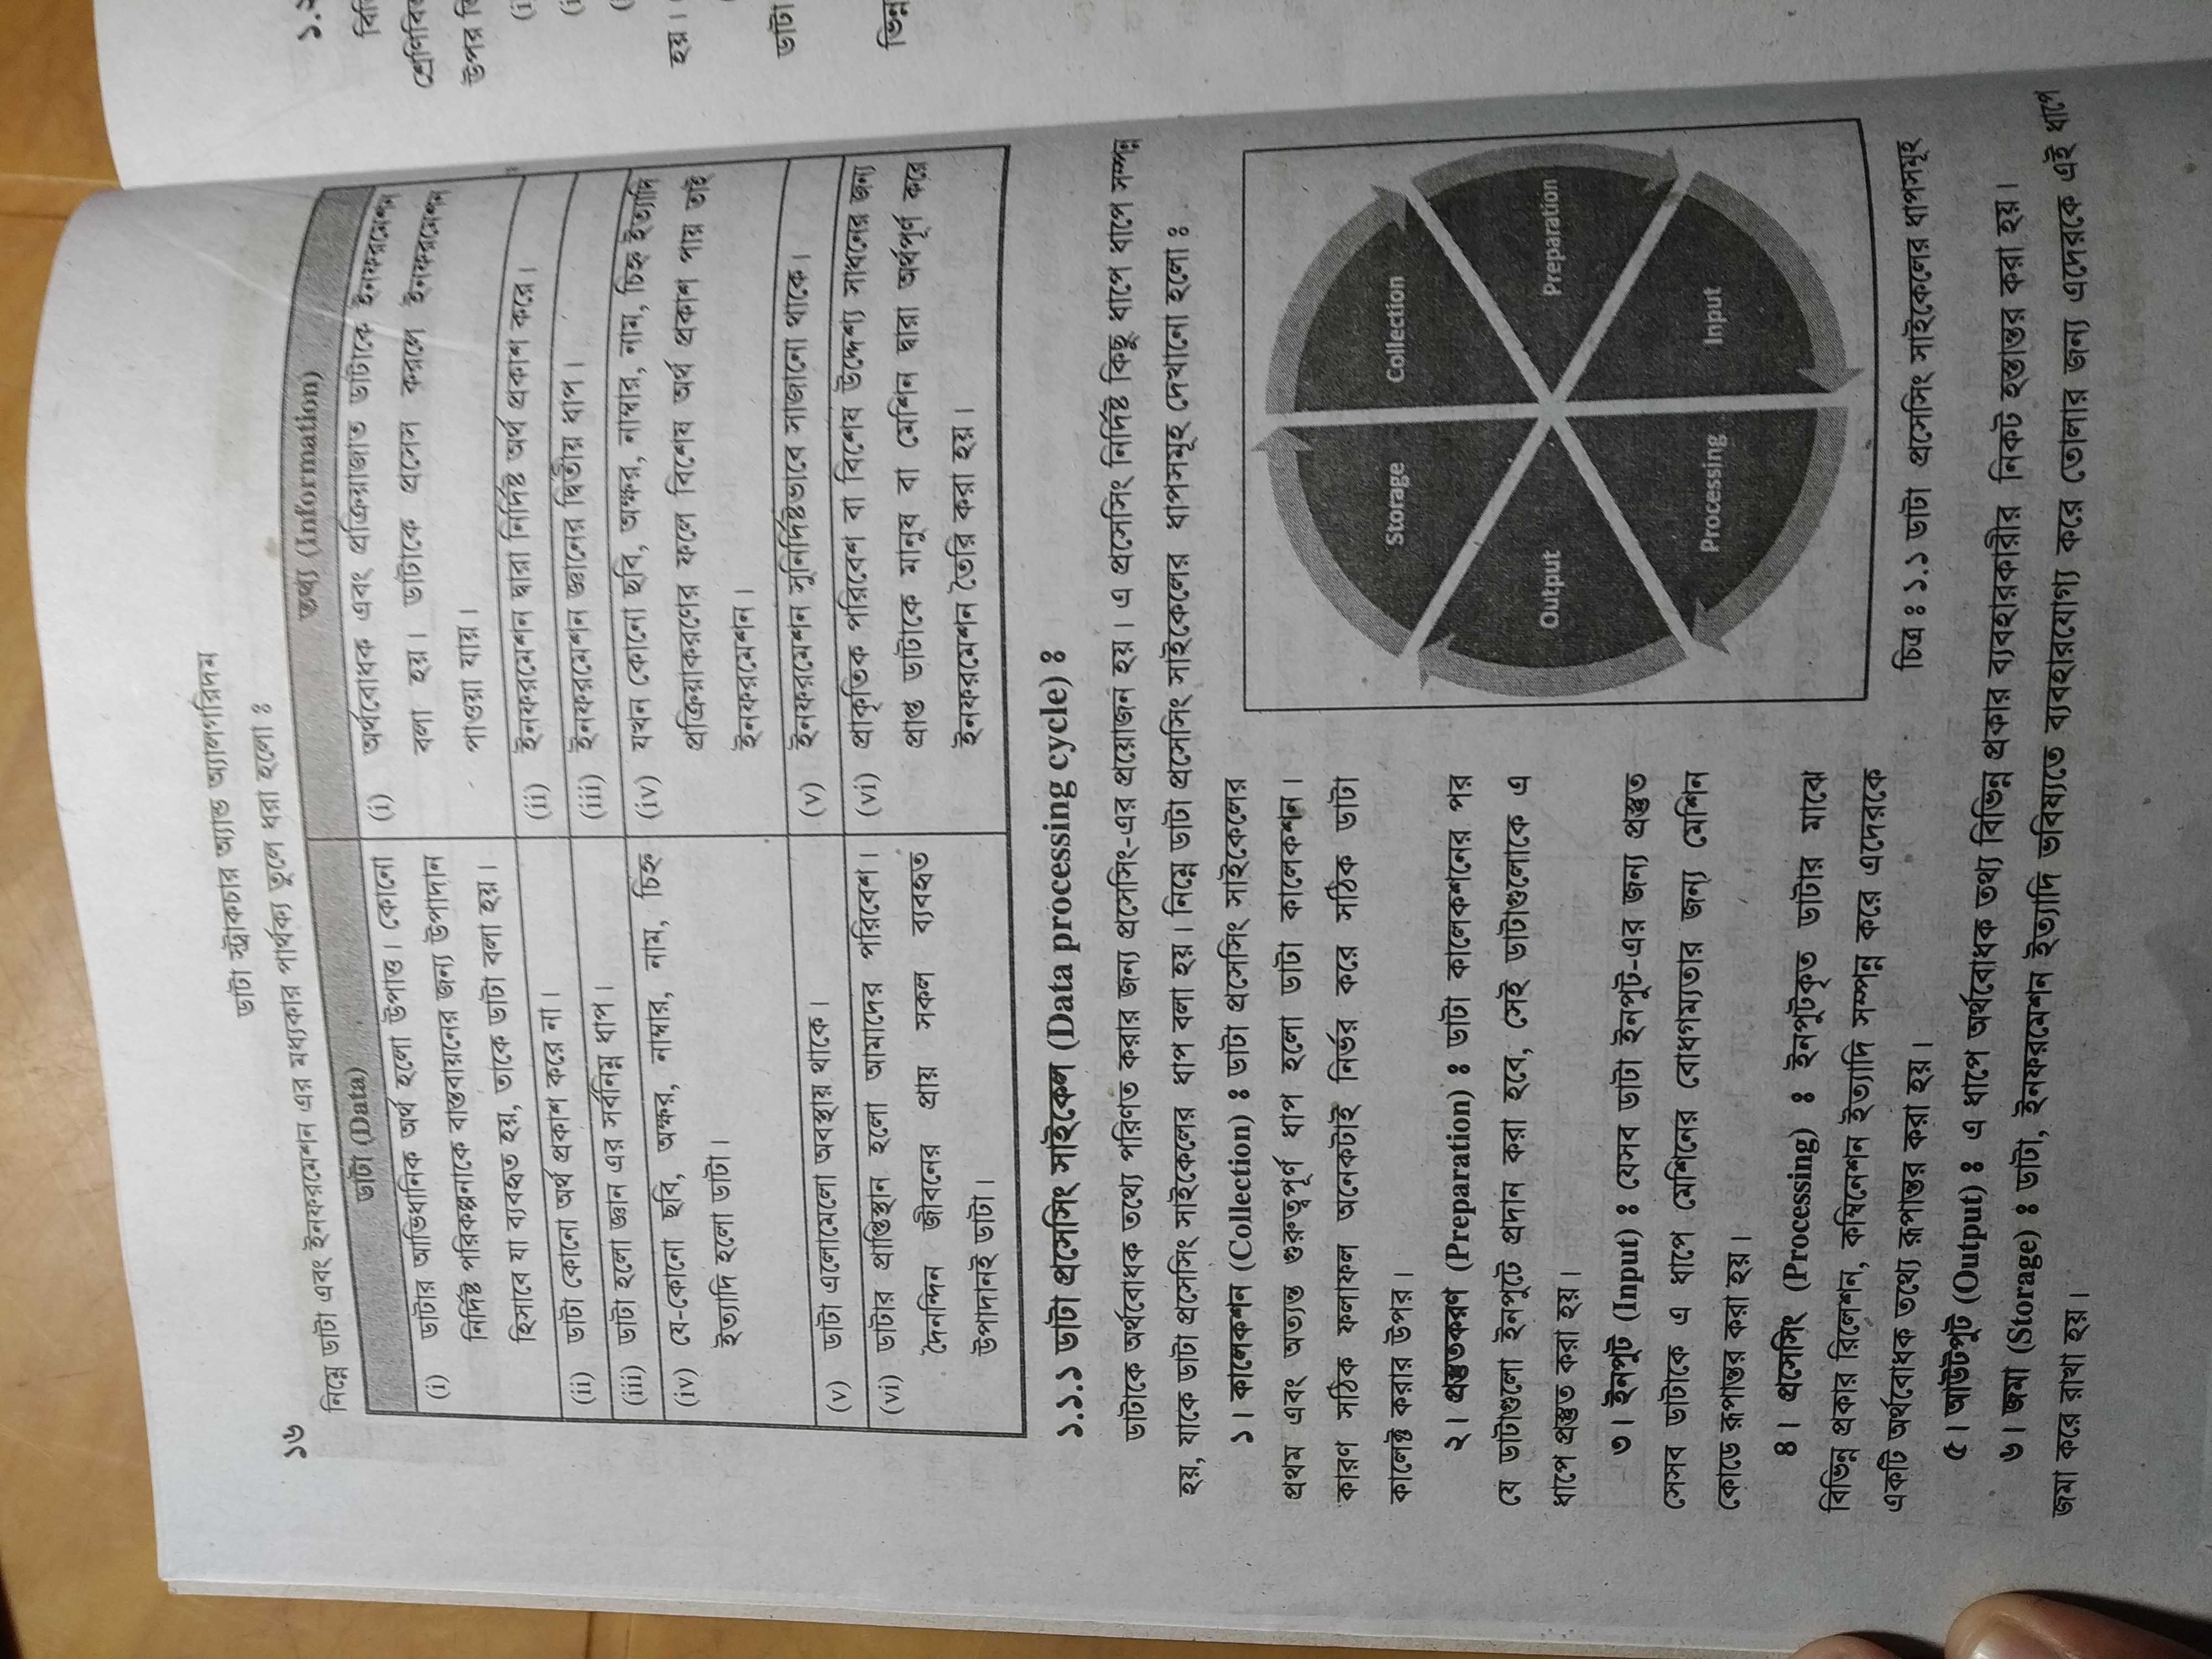 ১৬
ডাটা স্ট্রাকচার অ্যান্ড অ্যালগরিদম
নিম্নে ডাটা এবং ইনফরমেশন এর মধ্যকার পার্থক্য তুলে ধরা হলো ঃ
ডাটা (Data)
তথ্য (Information)
(i) ডাটার আভিধানিক অর্থ হলো উপাত্ত। কোনো
নির্দিষ্ট পরিকল্পনাকে বাস্তবায়নের জন্য উপাদান
হিসাবে যা ব্যবহৃত হয়, তাকে ডাটা বলা হয়।
(i) অর্থবোধক এবং প্রক্রিয়াজাত ডাটাকে ইনফরমেশন
বলা হয়। ডাটাকে প্রসেস করলে ইনফরমেশন
পাওয়া যায়।
(ii) ডাটা কোনো অর্থ প্রকাশ করে না।
(ii) ইনফরমেশন দ্বারা নির্দিষ্ট অর্থ প্রকাশ করে।
(iii) ডাটা হলো জ্ঞান এর সর্বনিম্ন ধাপ।
(iii) ইনফরমেশন জ্ঞানের দ্বিতীয় ধাপ।
(iv) যে-কোনো ছবি, অক্ষর, নাম্বার, নাম, চিহ্ন
ইত্যাদি হলো ডাটা।
(iv) যখন কোনো ছবি, অক্ষর, নাম্বার, নাম, চিহ্ন ইত্যাদি
প্রক্রিয়াকরণের ফলে বিশেষ অর্থ প্রকাশ পায় তাই
ইনফরমেশন।
(v) ডাটা এলোমেলো অবস্থায় থাকে।
(v) ইনফরমেশন সুনির্দিষ্টভাবে সাজানো থাকে।
(vi) ডাটার প্রাপ্তিস্থান হলো আমাদের পরিবেশ।
দৈনন্দিন জীবনের প্রায় সকল ব্যবহৃত
উপাদানই ডাটা।
(vi) প্রাকৃতিক পরিবেশ বা বিশেষ উদ্দেশ্য সাধনের জন্য
প্রাপ্ত ডাটাকে মানুষ বা মেশিন দ্বারা অর্থপূর্ণ করে
ইনফরমেশন তৈরি করা হয়।
১.১.১ ডাটা প্রসেসিং সাইকেল (Data processing cycle) ঃ
ডাটাকে অর্থবোধক তথ্যে পরিণত করার জন্য প্রসেসিং-এর প্রয়োজন হয়। এ প্রসেসিং নির্দিষ্ট কিছু ধাপে ধাপে সম্পন্ন
হয়, যাকে ডাটা প্রসেসিং সাইকেলের ধাপ বলা হয়। নিম্নে ডাটা প্রসেসিং সাইকেলের ধাপসমূহ দেখানো হলো ঃ
১। কালেকশন (Collection) ঃ ডাটা প্রসেসিং সাইকেলের
প্রথম এবং অত্যন্ত গুরুত্বপূর্ণ ধাপ হলো ডাটা কালেকশন।
কারণ সঠিক ফলাফল অনেকটাই নির্ভর করে সঠিক ডাটা
কালেক্ট করার উপর।
২। প্রস্তুতকরণ (Preparation) ঃ ডাটা কালেকশনের পর
যে ডাটাগুলো ইনপুটে প্রদান করা হবে, সেই ডাটাগুলোকে এ
ধাপে প্রস্তুত করা হয়।
৩। ইনপুট (Input) ঃ যেসব ডাটা ইনপুট-এর জন্য প্রস্তুত
সেসব ডাটাকে এ ধাপে মেশিনের বোধগম্যতার জন্য মেশিন
কোডে রূপান্তর করা হয়।
৪। প্রসেসিং (Processing) ঃ ইনপুটকৃত ডাটার মাঝে
বিভিন্ন প্রকার রিলেশন, কম্বিনেশন ইত্যাদি সম্পন্ন করে এদেরকে
একটি অর্থবোধক তথ্যে রূপান্তর করা হয়।
Collection
Preparation
Input
Processing
Output
Storage
চিত্র ঃ ১.১ ডাটা প্রসেসিং সাইকেলের ধাপসমূহ
৫। আউটপুট (Output) ঃ এ ধাপে অর্থবোধক তথ্য বিভিন্ন প্রকার ব্যবহারকারীর নিকট হস্তান্তর করা হয়।
৬। জমা (Storage) ঃ ডাটা, ইনফরমেশন ইত্যাদি ভবিষ্যতে ব্যবহারযোগ্য করে তোলার জন্য এদেরকে এই ধাপে
জমা করে রাখা হয়।
উপর
হয়।
ডাটা